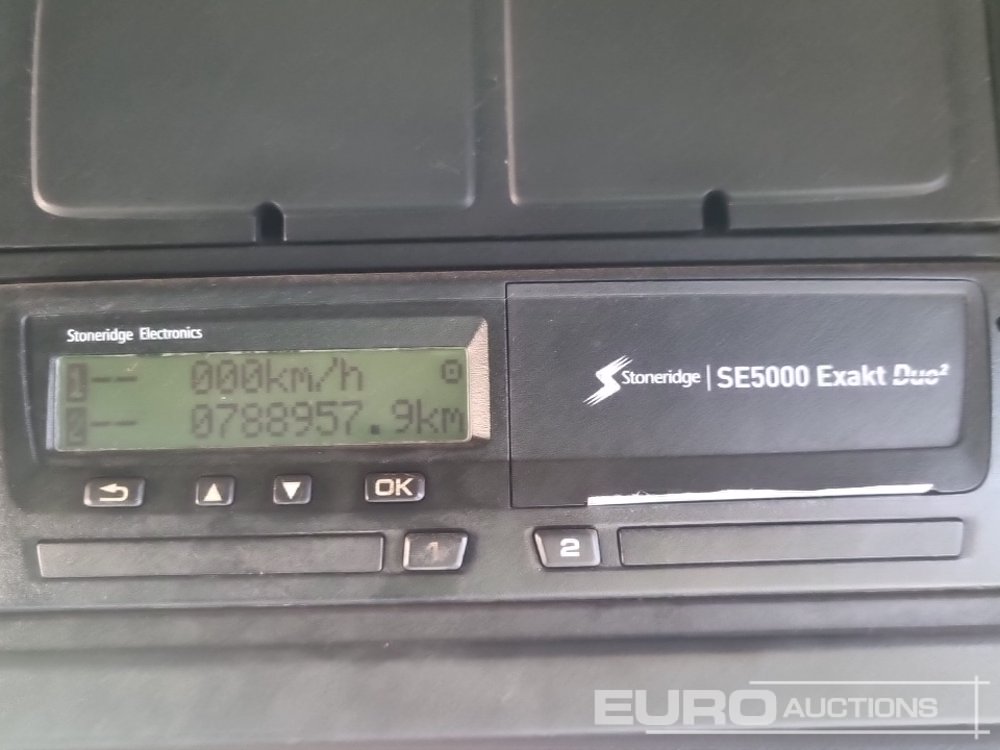 Stoneridge Electronics
1-- 000km/h
2-- 0788957.9km
Stoneridge | SE5000 Exakt Duo²
OK
1
2
EURO AUCTIONS